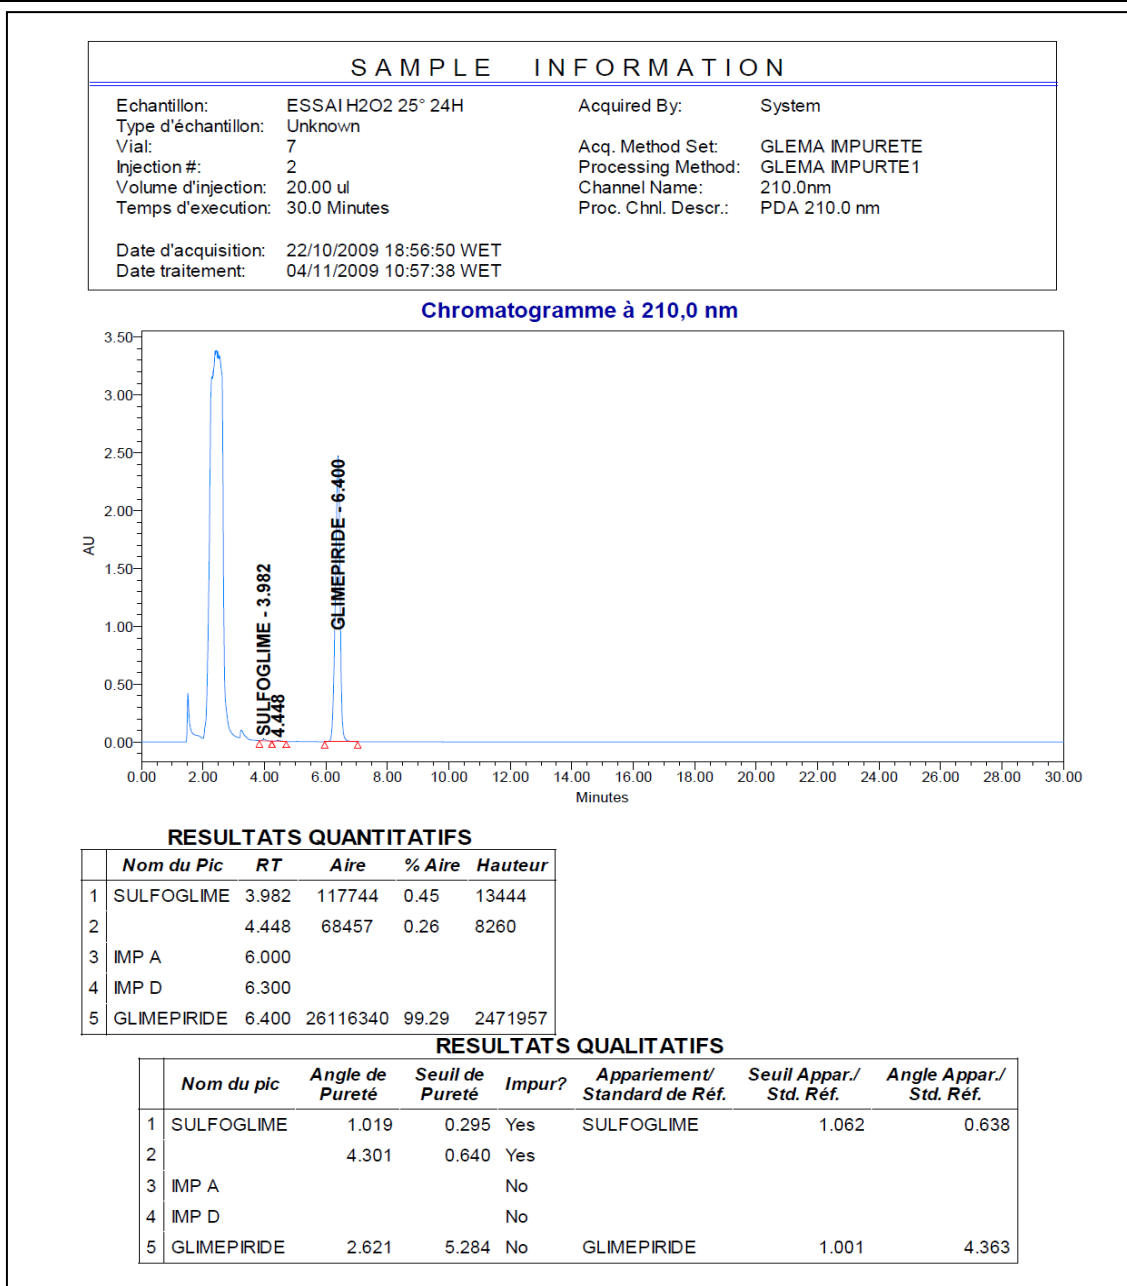 SAMPLE INFORMATION
Echantillon: ESSAI H2O2 25° 24H Acquired By: System
Type d'échantillon: Unknown
Vial: 7 Acq. Method Set: GLEMA IMPURETE
Injection #: 2 Processing Method: GLEMA IMPURTE1
Volume d'injection: 20.00 ul Channel Name: 210.0nm
Temps d'execution: 30.0 Minutes Proc. Chnl. Descr.: PDA 210.0 nm
Date d'acquisition: 22/10/2009 18:56:50 WET
Date traitement: 04/11/2009 10:57:38 WET
Chromatogramme à 210,0 nm
3.50
3.00
2.50
2.00
1.50
1.00
0.50
0.00
AU
SULFOGLIME - 3.982
4.448
GLIMEPIRIDE - 6.400
0.00 2.00 4.00 6.00 8.00 10.00 12.00 14.00 16.00 18.00 20.00 22.00 24.00 26.00 28.00 30.00
Minutes
RESULTATS QUANTITATIFS
Nom du Pic RT Aire % Aire Hauteur
1 SULFOGLIME 3.982 117744 0.45 13444
2 4.448 68457 0.26 8260
3 IMP A 6.000
4 IMP D 6.300
5 GLIMEPIRIDE 6.400 26116340 99.29 2471957
RESULTATS QUALITATIFS
Nom du pic Angle de Pureté Seuil de Pureté Impur? Appariement/ Standard de Réf. Seuil Appar./ Std. Réf. Angle Appar./ Std. Réf.
1 SULFOGLIME 1.019 0.295 Yes SULFOGLIME 1.062 0.638
2 4.301 0.640 Yes
3 IMP A No
4 IMP D No
5 GLIMEPIRIDE 2.621 5.284 No GLIMEPIRIDE 1.001 4.363